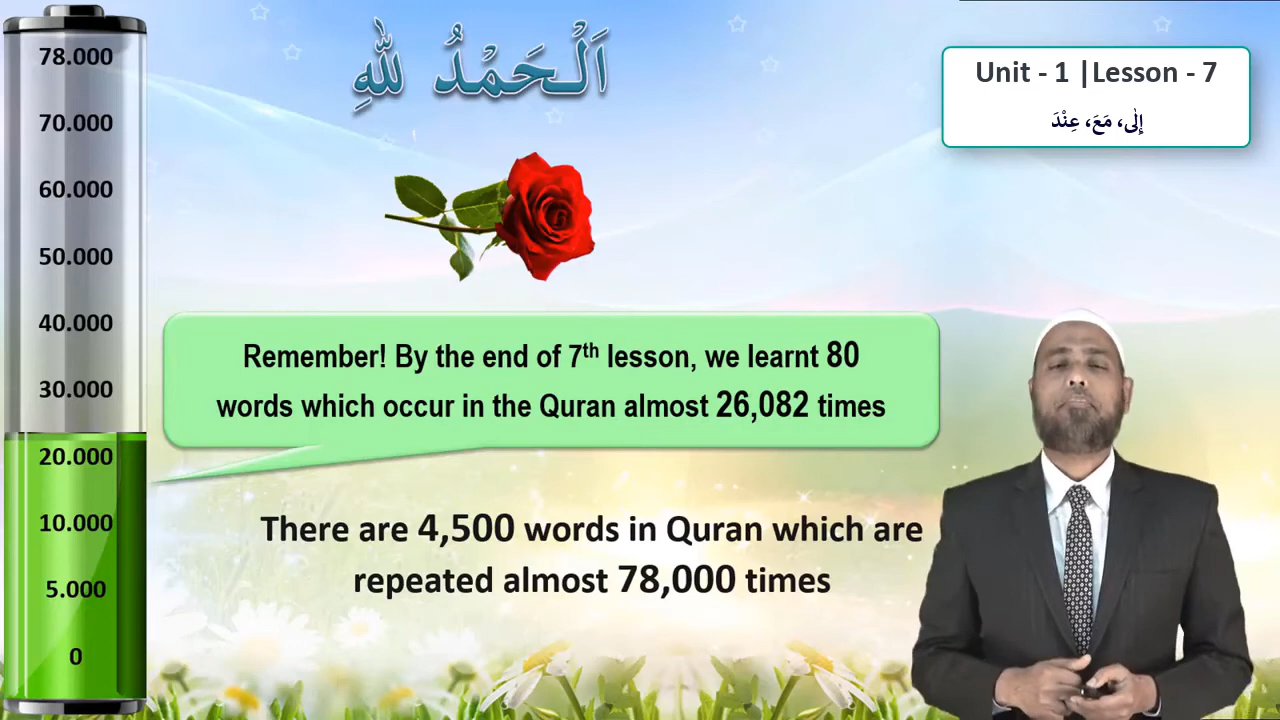 78.000
70.000
60.000
50.000
40.000
30.000
20.000
10.000
5.000
0
اَلْحَمْدُ لِلّٰهِ
Unit - 1 |Lesson - 7
إِلٰى، مَعَ، عِنْدَ
Remember! By the end of 7th lesson, we learnt 80
words which occur in the Quran almost 26,082 times
There are 4,500 words in Quran which are
repeated almost 78,000 times